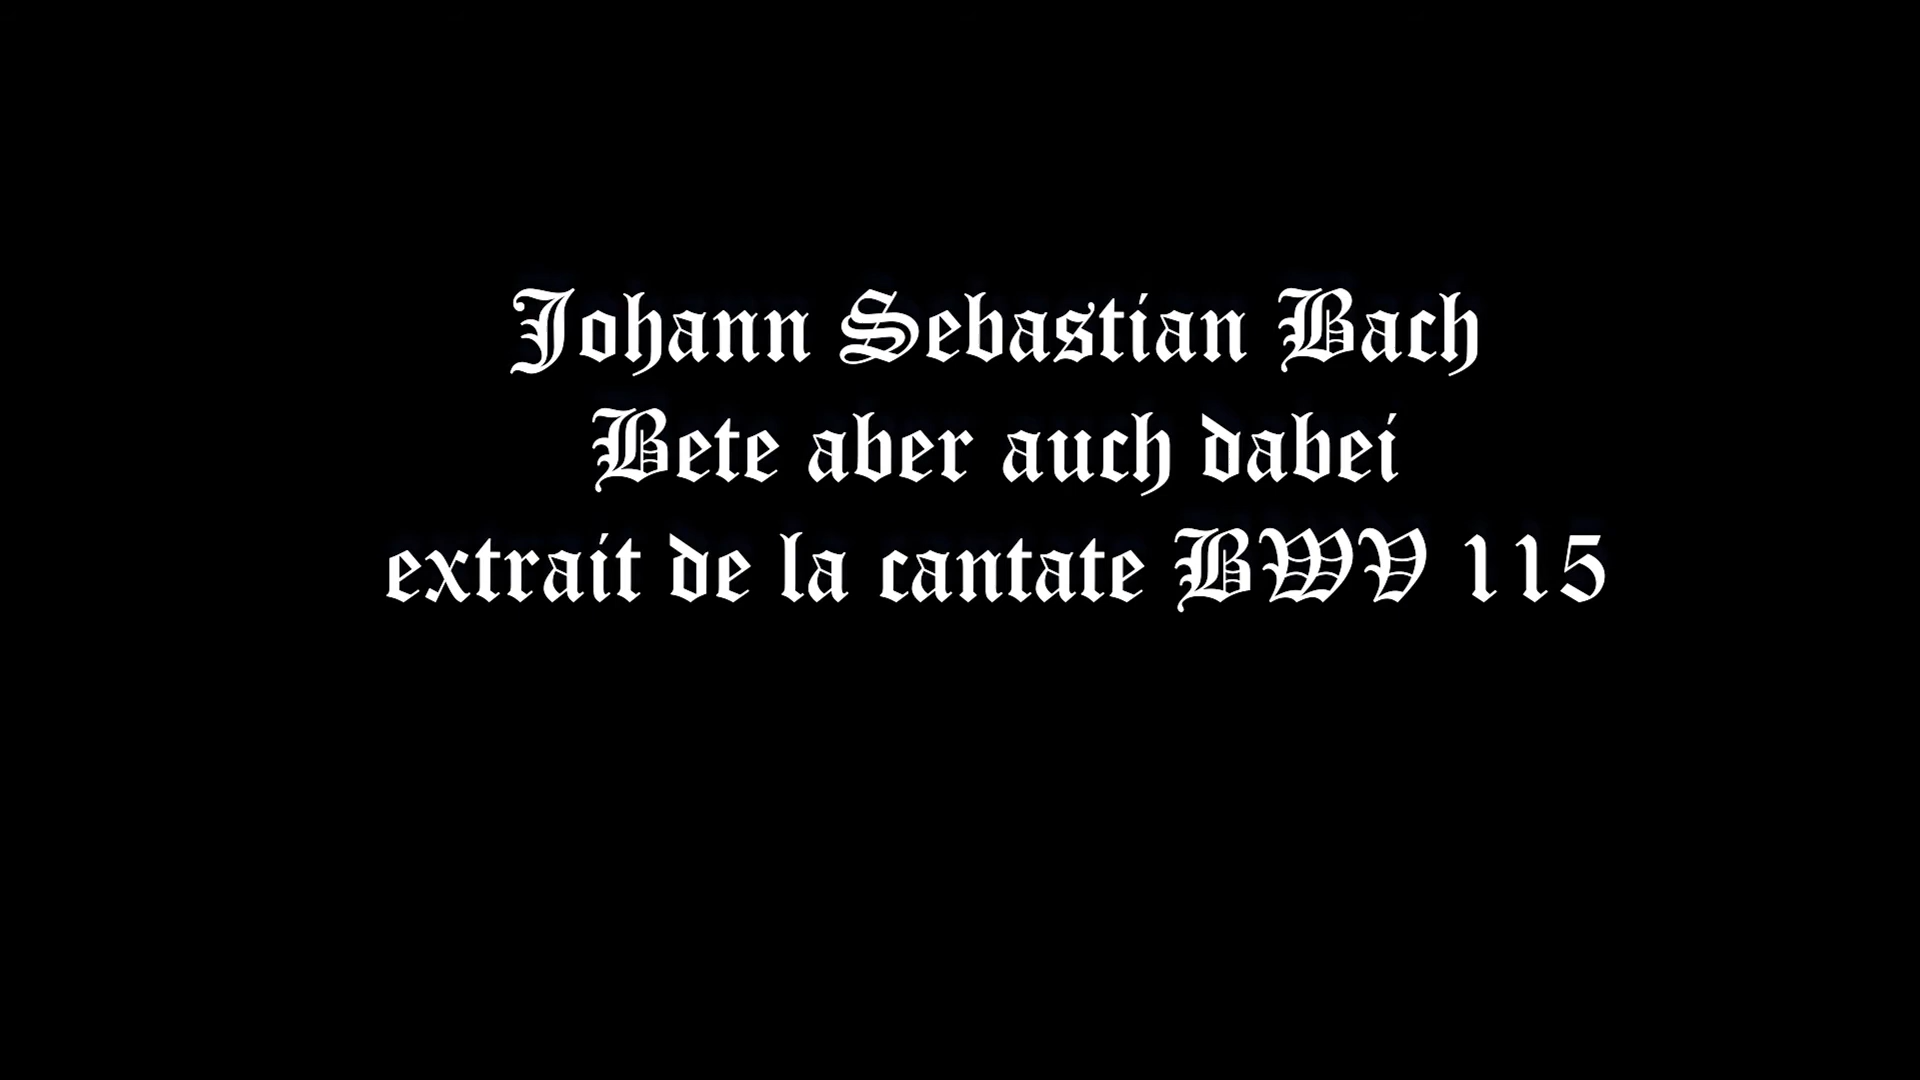 Johann Sebastian Bach
Bete aber auch dabei
extrait de la cantate BWV 115